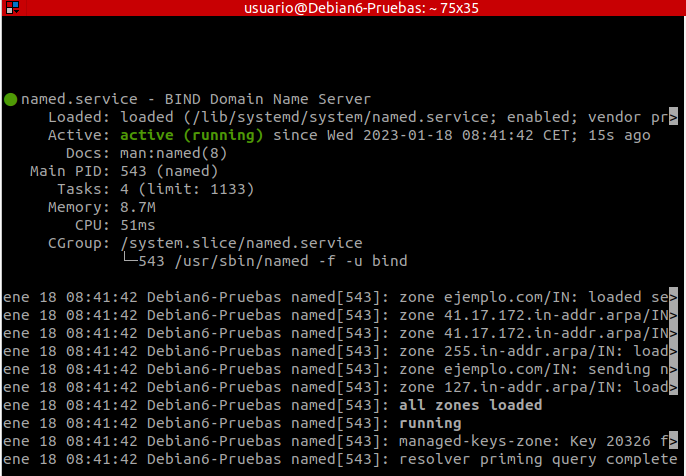 usuario@Debian6-Pruebas: ~ 75x35
named.service - BIND Domain Name Server
Loaded: loaded (/lib/systemd/system/named.service; enabled; vendor pr>
Active: active (running) since Wed 2023-01-18 08:41:42 CET; 15s ago
Docs: man:named(8)
Main PID: 543 (named)
Tasks: 4 (limit: 1133)
Memory: 8.7M
CPU: 51ms
CGroup: /system.slice/named.service
└─543 /usr/sbin/named -f -u bind
ene 18 08:41:42 Debian6-Pruebas named[543]: zone ejemplo.com/IN: loaded se>
ene 18 08:41:42 Debian6-Pruebas named[543]: zone 41.17.172.in-addr.arpa/IN>
ene 18 08:41:42 Debian6-Pruebas named[543]: zone 41.17.172.in-addr.arpa/IN>
ene 18 08:41:42 Debian6-Pruebas named[543]: zone 255.in-addr.arpa/IN: load>
ene 18 08:41:42 Debian6-Pruebas named[543]: zone ejemplo.com/IN: sending n>
ene 18 08:41:42 Debian6-Pruebas named[543]: zone 127.in-addr.arpa/IN: load>
ene 18 08:41:42 Debian6-Pruebas named[543]: all zones loaded
ene 18 08:41:42 Debian6-Pruebas named[543]: running
ene 18 08:41:42 Debian6-Pruebas named[543]: managed-keys-zone: Key 20326 f>
ene 18 08:41:42 Debian6-Pruebas named[543]: resolver priming query complete